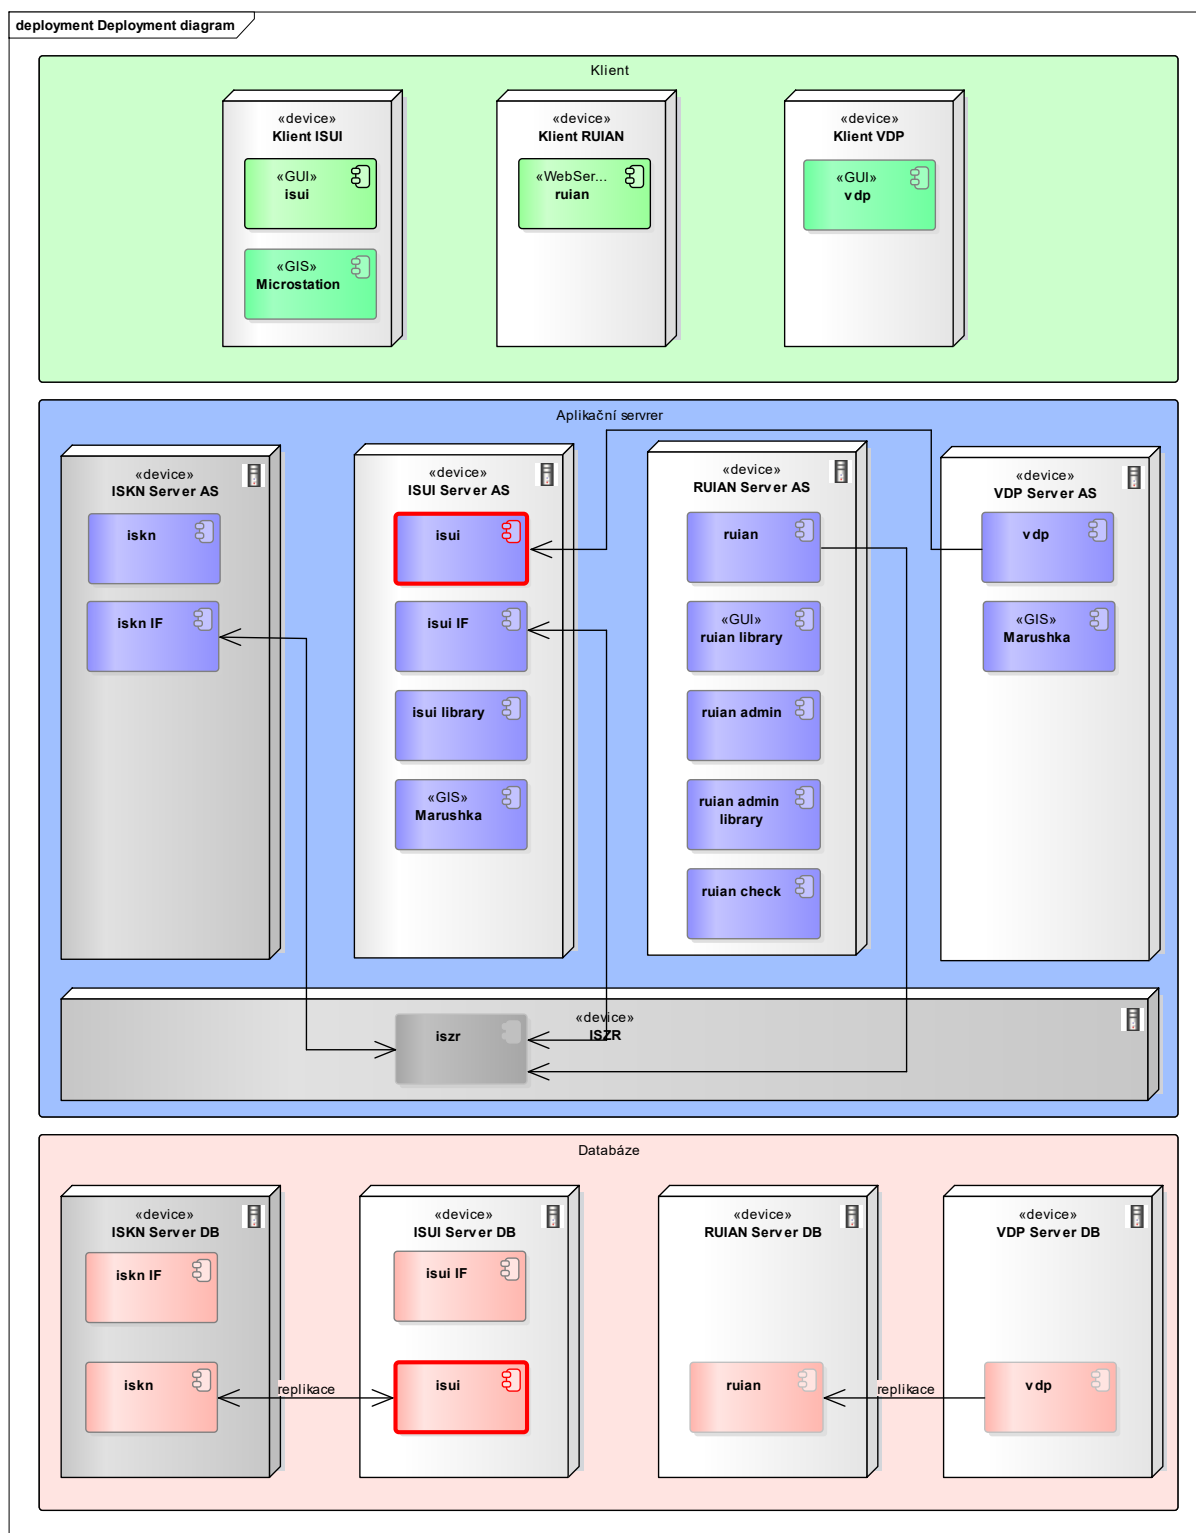 deployment Deployment diagram
Klient
«device»
Klient ISUI
«GUI»
isui
«GIS»
Microstation
«device»
Klient RUIAN
«WebSer...
ruian
«device»
Klient VDP
«GUI»
vdp
Aplikační servrer
«device»
ISKN Server AS
iskn
iskn IF
«device»
ISUI Server AS
isui
isui IF
isui library
«GIS»
Marushka
«device»
RUIAN Server AS
ruian
«GUI»
ruian library
ruian admin
ruian admin
library
ruian check
«device»
VDP Server AS
vdp
«GIS»
Marushka
«device»
ISZR
iszr
Databáze
«device»
ISKN Server DB
iskn IF
iskn
replikace
«device»
ISUI Server DB
isui IF
isui
«device»
RUIAN Server DB
ruian
replikace
«device»
VDP Server DB
vdp